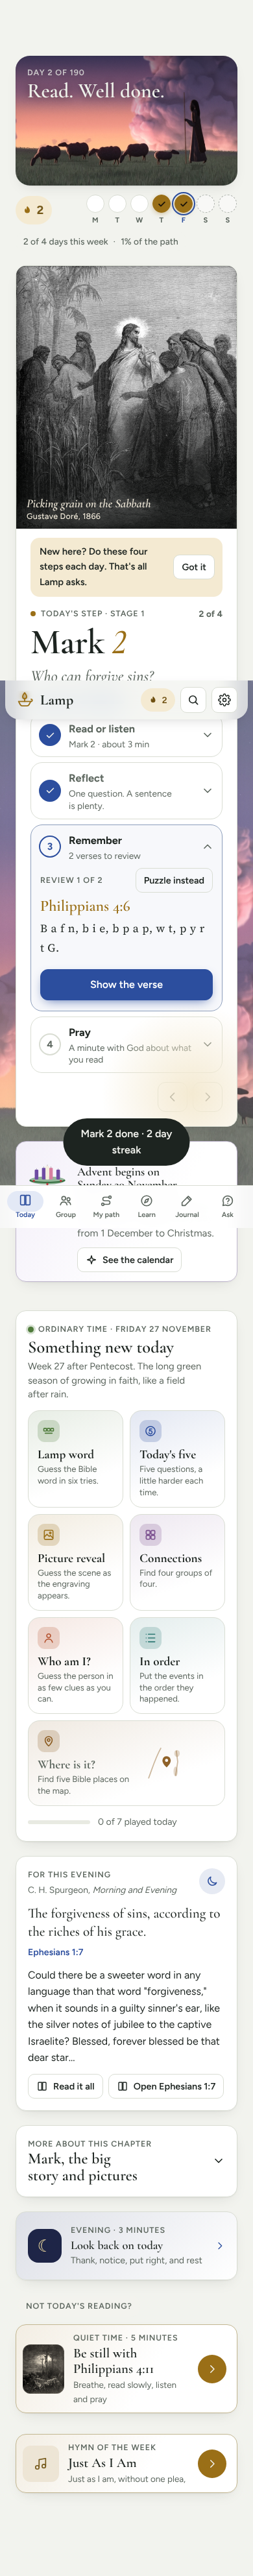 DAY 2 OF 190
Read. Well done.
2
M T W T F S S
2 of 4 days this week · 1% of the path
Picking grain on the Sabbath
Gustave Doré, 1866
New here? Do these four
steps each day. That's all
Lamp asks.
Got it
TODAY'S STEP · STAGE 1
2 of 4
Mark 2
Who can forgive sins?
Lamp
2
Read or listen
Mark 2 · about 3 min
Reflect
One question. A sentence
is plenty.
3
Remember
2 verses to review
REVIEW 1 OF 2
Puzzle instead
Philippians 4:6
B a f n, b i e, b p a p, w t, p y r
t G.
Show the verse
4
Pray
A minute with God about what
you read
Mark 2 done · 2 day
streak
Advent begins on
Sunday 29 November
Today
Group
My path
Learn
Journal
Ask
from 1 December to Christmas.
See the calendar
ORDINARY TIME · FRIDAY 27 NOVEMBER
Something new today
Week 27 after Pentecost. The long green
season of growing in faith, like a field
after rain.
Lamp word
Guess the Bible
word in six tries.
Today's five
Five questions, a
little harder each
time.
Picture reveal
Guess the scene as
the engraving
appears.
Connections
Find four groups of
four.
Who am I?
Guess the person in
as few clues as you
can.
In order
Put the events in
the order they
happened.
Where is it?
Find five Bible places on
the map.
0 of 7 played today
FOR THIS EVENING
C. H. Spurgeon, Morning and Evening
The forgiveness of sins, according to
the riches of his grace.
Ephesians 1:7
Could there be a sweeter word in any
language than that word "forgiveness,"
when it sounds in a guilty sinner's ear, like
the silver notes of jubilee to the captive
Israelite? Blessed, forever blessed be that
dear star…
Read it all
Open Ephesians 1:7
MORE ABOUT THIS CHAPTER
Mark, the big
story and pictures
EVENING · 3 MINUTES
Look back on today
Thank, notice, put right, and rest
NOT TODAY'S READING?
QUIET TIME · 5 MINUTES
Be still with
Philippians 4:11
Breathe, read slowly, listen
and pray
HYMN OF THE WEEK
Just As I Am
Just as I am, without one plea,